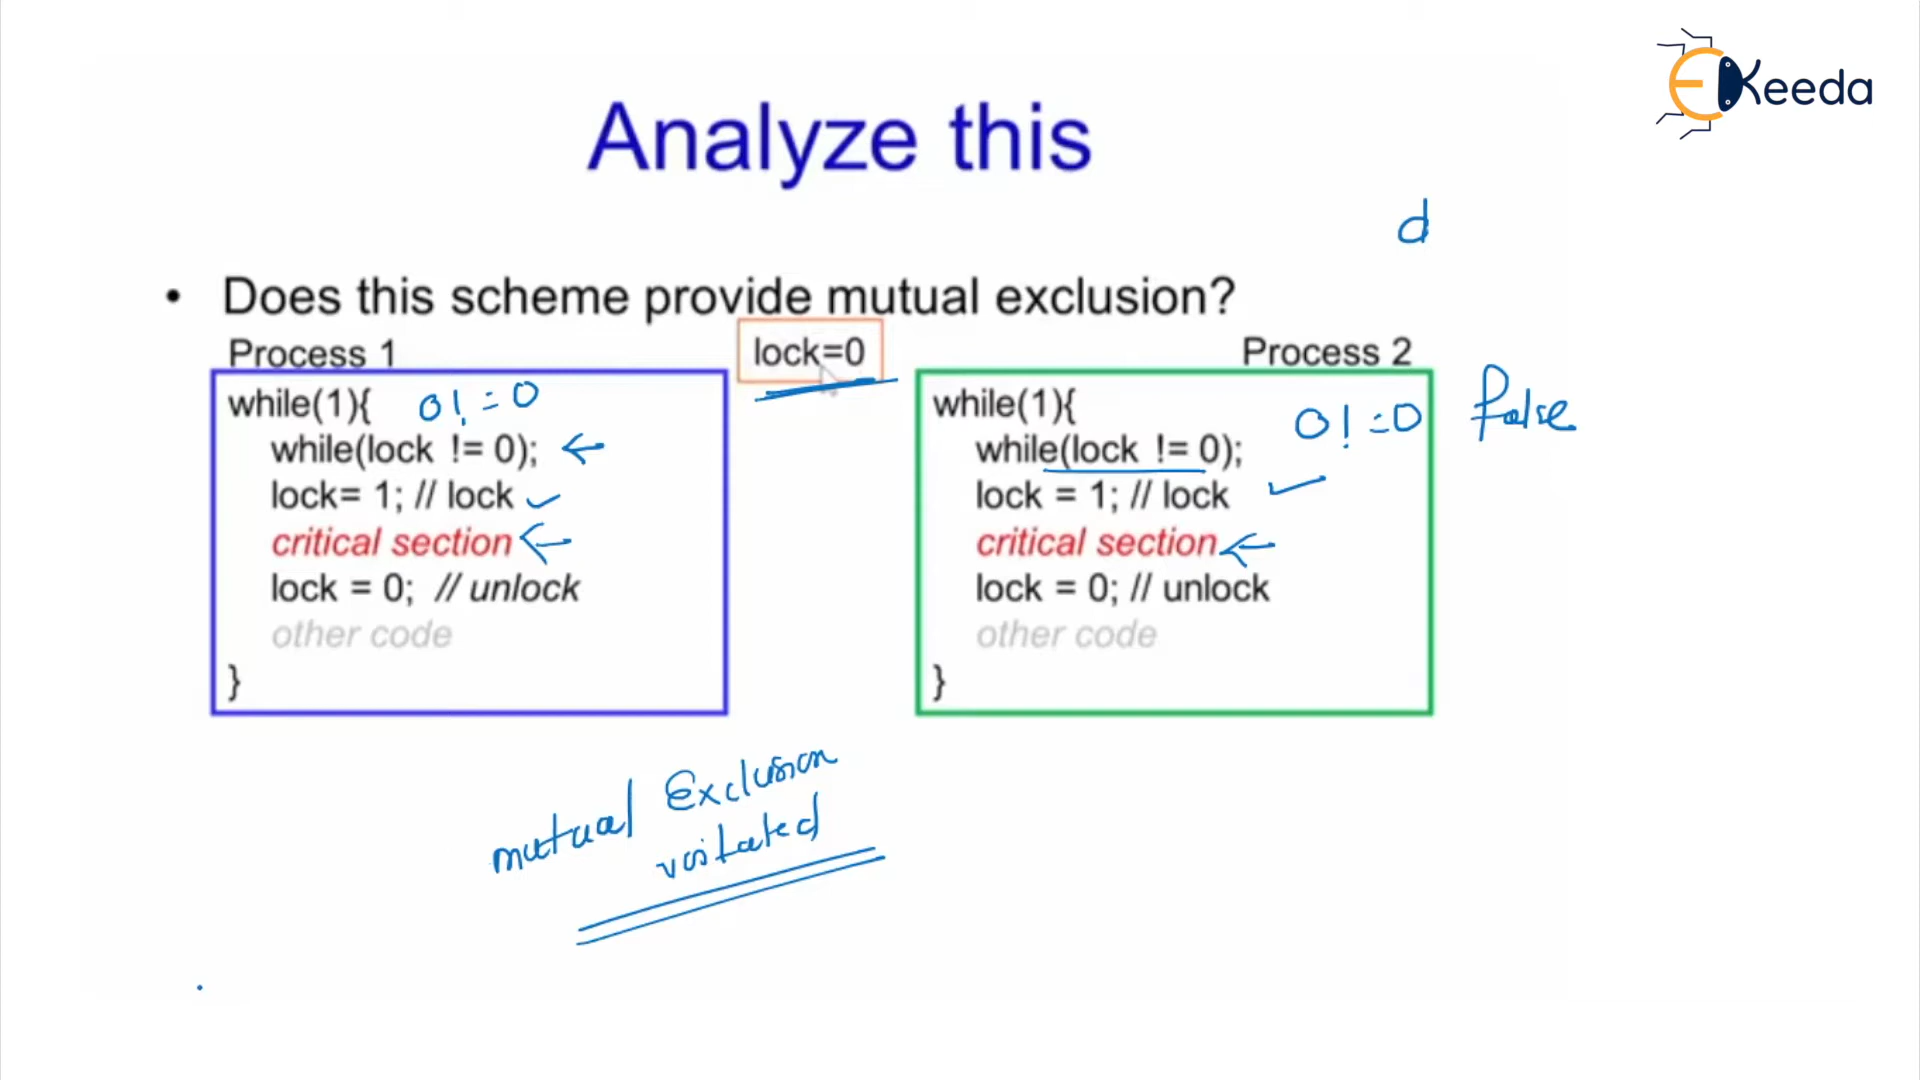 Keeda
Analyze this
d
• Does this scheme provide mutual exclusion?
Process 1
lock=0
Process 2
while(1){ 0!=0
while(lock != 0); ←
lock= 1; // lock ✓
critical section ←
lock = 0; // unlock
other code
}
while(1){ 0!=0 false
while(lock != 0);
lock = 1; // lock ✓
critical section ←
lock = 0; // unlock
other code
}
mutual Exclusion